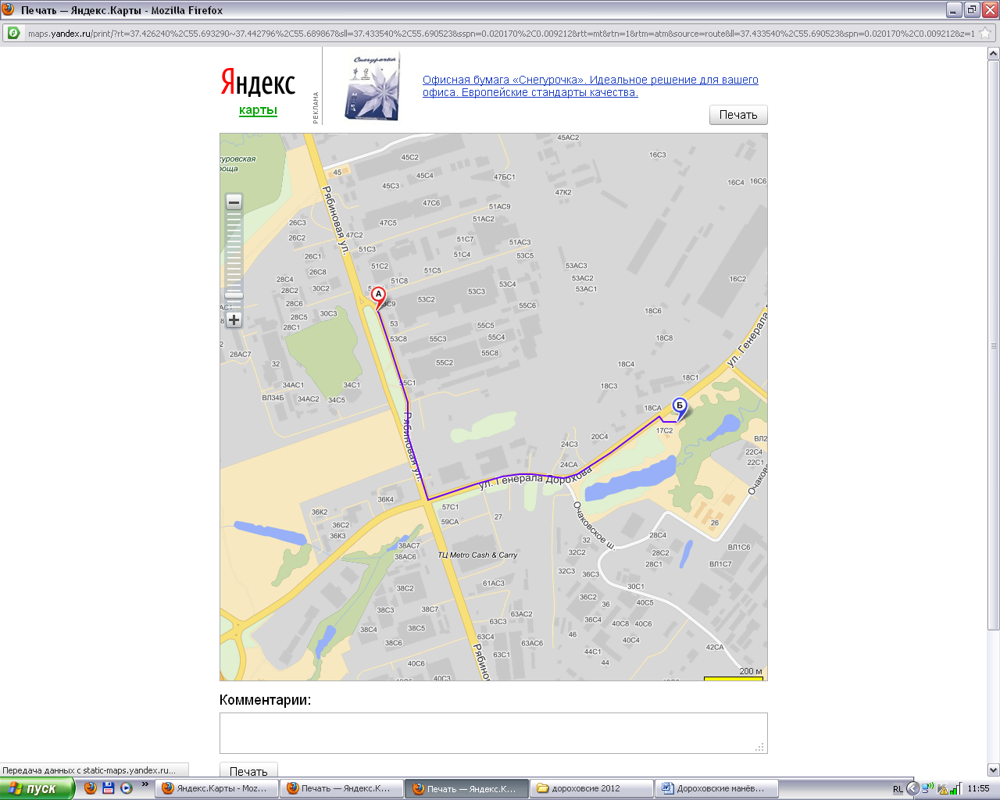 Печать — Яндекс.Карты - Mozilla Firefox
maps.yandex.ru/print/?rt=37.426240%2C55.693290~37.442796%2C55.689867&sll=37.433540%2C55.690523&sspn=0.020170%2C0.009212&rtt=mt&rtn=1&rtm=atm&source=route&ll=37.433540%2C55.690523&spn=0.020170%2C0.009212&z=1
Яндекс
карты
РЕКЛАМА
Снегурочка
Офисная бумага «Снегурочка». Идеальное решение для вашего
офиса. Европейские стандарты качества.
Печать
45АС2
16С3
45С2
45
45С4
47БС1
16С4 16С6
45С3
47К2
Рябиновая ул.
47С6
51АС9
26С3
47С5
51АС2
26С2
47С2
51С7
51АС3
26С1
51С3
51С4
53С5
51С2
53АС3
26С8
51С5
28С4
51С8
53С4
53АС2
16С2
30С2
А
53С3
53АС1
28С6
53С2
55С6
18С6
28С5
30С3
53
55С5
28С1
53С8
55С3
55С4
18С8
28АС7
55С8
ул. Генерала
32
55С2
18С4
34АС1
34С1
55С1
18С3
18С1
ВЛ34Б
34АС2
34С5
18СА
Б
Рябиновая ул.
17С2
20С4
24С3
24СА
ВЛ2
22С4
22С1
ул. Генерала Дорохова
36К4
57С1
36К2
59СА
27
Очаковское ш.
36С2
36К3
26
38АС7
38АС6
ТЦ Metro Cash & Carry
32
32С2
28С4
28С2
28С1
ВЛ1С6
ВЛ1С7
32С3
36С3
61АС3
30С1
38С2
36С2
36
40С5
38С3
38С7
63АС2
36С4
40С8 40С6
38С4
38С5
63С3
63С4
46
40С4
38С6
63АС6
42СА
63С1
44С1
40С6
44
200 м
Комментарии:
Печать
Передача данных с static-maps.yandex.ru...
пуск
Яндекс.Карты - Moz...
Печать — Яндекс.К...
Печать — Яндекс.К...
дороховсие 2012
Дороховские манёв...
RL
11:55